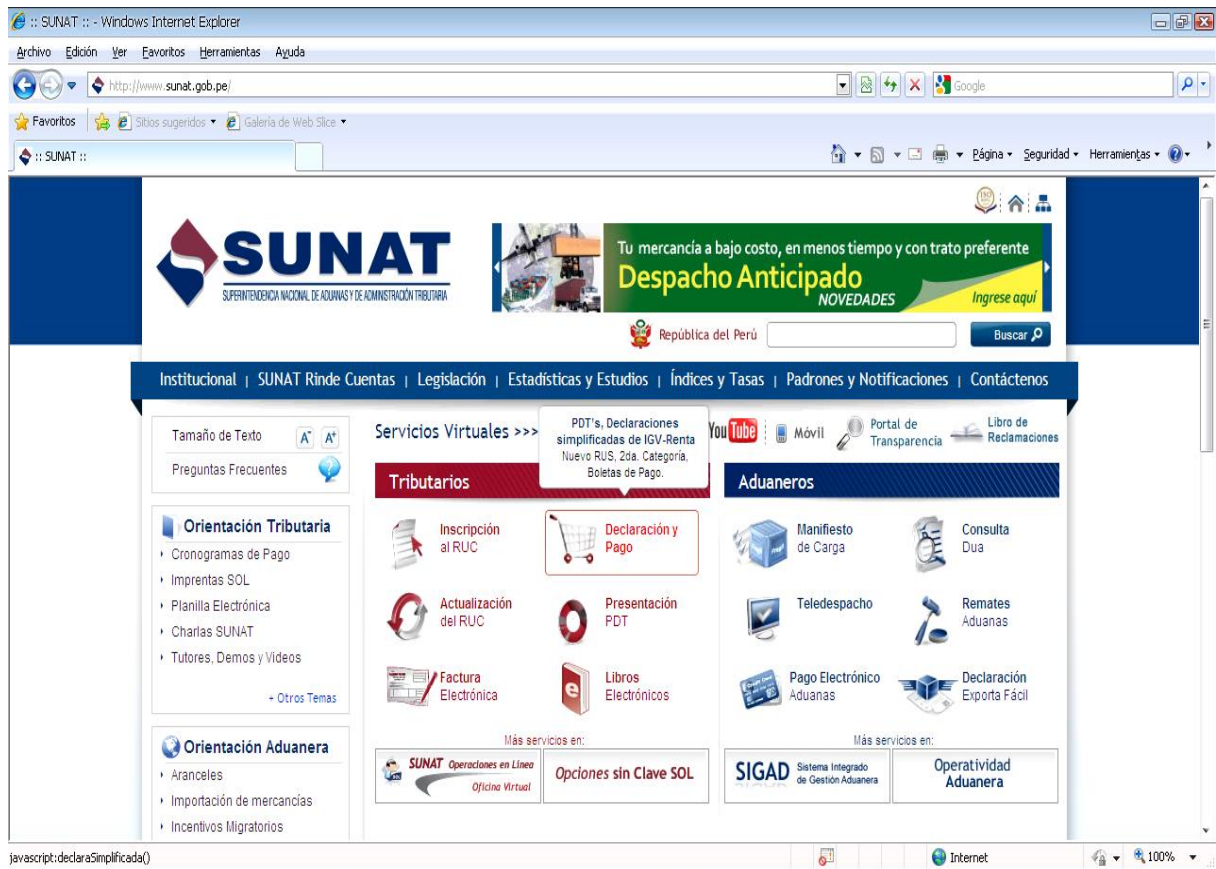 :: SUNAT :: - Windows Internet Explorer
Archivo Edición Ver Favoritos Herramientas Ayuda
http://www.sunat.gob.pe/
Google
Favoritos Sitios sugeridos Galería de Web Slice
:: SUNAT ::
Página Seguridad Herramientas
SUNAT
SUPERINTENDENCIA NACIONAL DE ADUANAS Y DE ADMINISTRACIÓN TRIBUTARIA
Tu mercancía a bajo costo, en menos tiempo y con trato preferente
Despacho Anticipado
NOVEDADES
Ingrese aquí
ISO
República del Perú
Buscar
Institucional | SUNAT Rinde Cuentas | Legislación | Estadísticas y Estudios | Índices y Tasas | Padrones y Notificaciones | Contáctenos
Tamaño de Texto A- A+
Preguntas Frecuentes
Servicios Virtuales >>>
PDT's, Declaraciones
simplificadas de IGV-Renta
Nuevo RUS, 2da. Categoría,
Boletas de Pago.
You Tube
Móvil
Portal de
Transparencia
Libro de
Reclamaciones
Orientación Tributaria
Cronogramas de Pago
Imprentas SOL
Planilla Electrónica
Charlas SUNAT
Tutores, Demos y Videos
+ Otros Temas
Orientación Aduanera
Aranceles
Importación de mercancías
Incentivos Migratorios
Tributarios
Inscripción
al RUC
Declaración y
Pago
Actualización
del RUC
Presentación
PDT
Factura
Electrónica
Libros
Electrónicos
Más servicios en:
SUNAT Operaciones en Línea
Oficina Virtual
Opciones sin Clave SOL
Aduaneros
Manifiesto
de Carga
Consulta
Dua
Teledespacho
Remates
Aduanas
Pago Electrónico
Aduanas
Declaración
Exporta Fácil
Más servicios en:
SIGAD Sistema Integrado
de Gestión Aduanera
Operatividad
Aduanera
javascript:declaraSimplificada()
Internet
100%